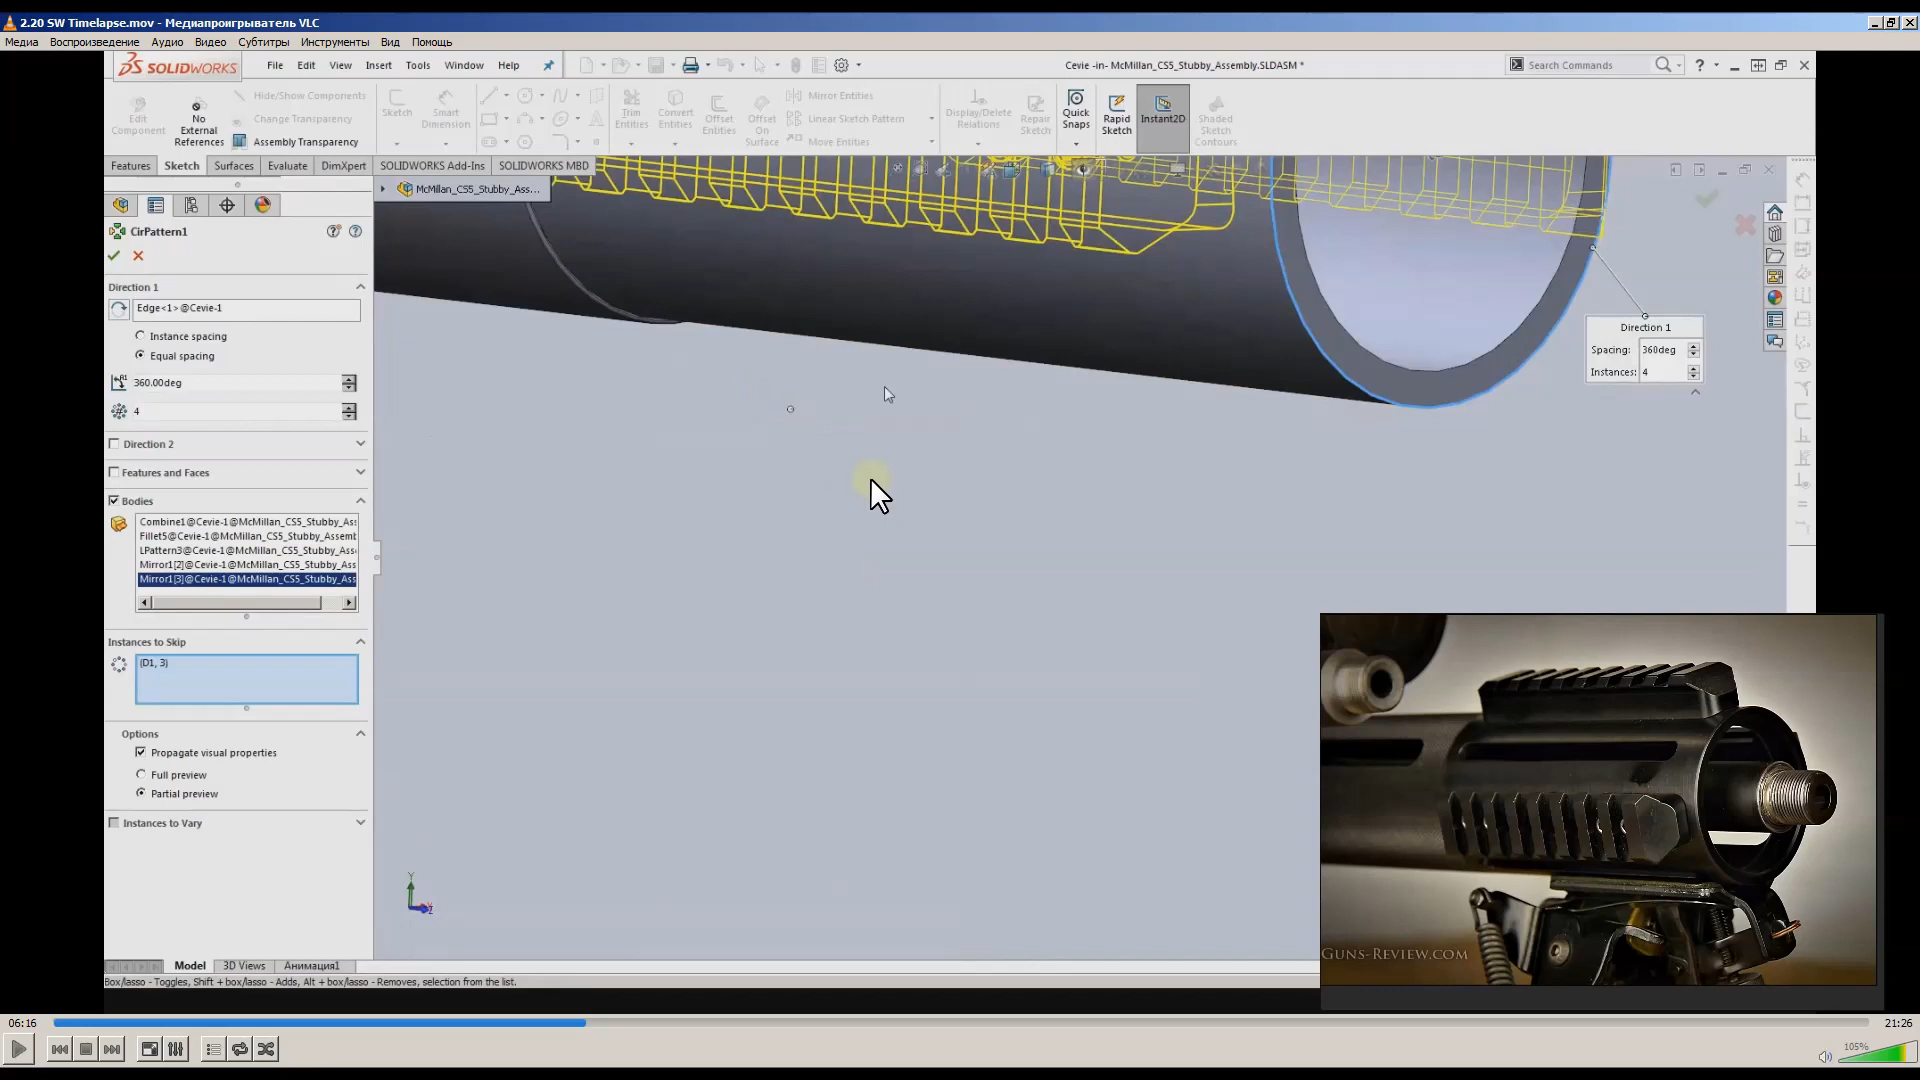 2.20 SW Timelapse.mov - Медиапроигрыватель VLC
Медиа Воспроизведение Аудио Видео Субтитры Инструменты Вид Помощь
SOLIDWORKS File Edit View Insert Tools Window Help
Cevie -in- McMillan_CS5_Stubby_Assembly.SLDASM *
Search Commands
Edit Component
No External References
Hide/Show Components
Change Transparency
Assembly Transparency
Sketch
Smart Dimension
Trim Entities
Convert Entities
Offset Entities
Offset On Surface
Mirror Entities
Linear Sketch Pattern
Move Entities
Display/Delete Relations
Repair Sketch
Quick Snaps
Rapid Sketch
Instant2D
Shaded Sketch Contours
Features Sketch Surfaces Evaluate DimXpert SOLIDWORKS Add-Ins SOLIDWORKS MBD
McMillan_CS5_Stubby_Ass...
CirPattern1
Direction 1
Edge<1>@Cevie-1
Instance spacing
Equal spacing
360.00deg
4
Direction 2
Features and Faces
Bodies
Combine1@Cevie-1@McMillan_CS5_Stubby_Ass
Fillet5@Cevie-1@McMillan_CS5_Stubby_Assemb
LPattern3@Cevie-1@McMillan_CS5_Stubby_Ass
Mirror1[2]@Cevie-1@McMillan_CS5_Stubby_Ass
Mirror1[3]@Cevie-1@McMillan_CS5_Stubby_Ass
Instances to Skip
(D1, 3)
Options
Propagate visual properties
Full preview
Partial preview
Instances to Vary
Direction 1
Spacing: 360deg
Instances: 4
Y
Z
GUNS-REVIEW.COM
Model 3D Views Анимация1
Box/lasso - Toggles, Shift + box/lasso - Adds, Alt + box/lasso - Removes, selection from the list.
06:16
21:26
105%